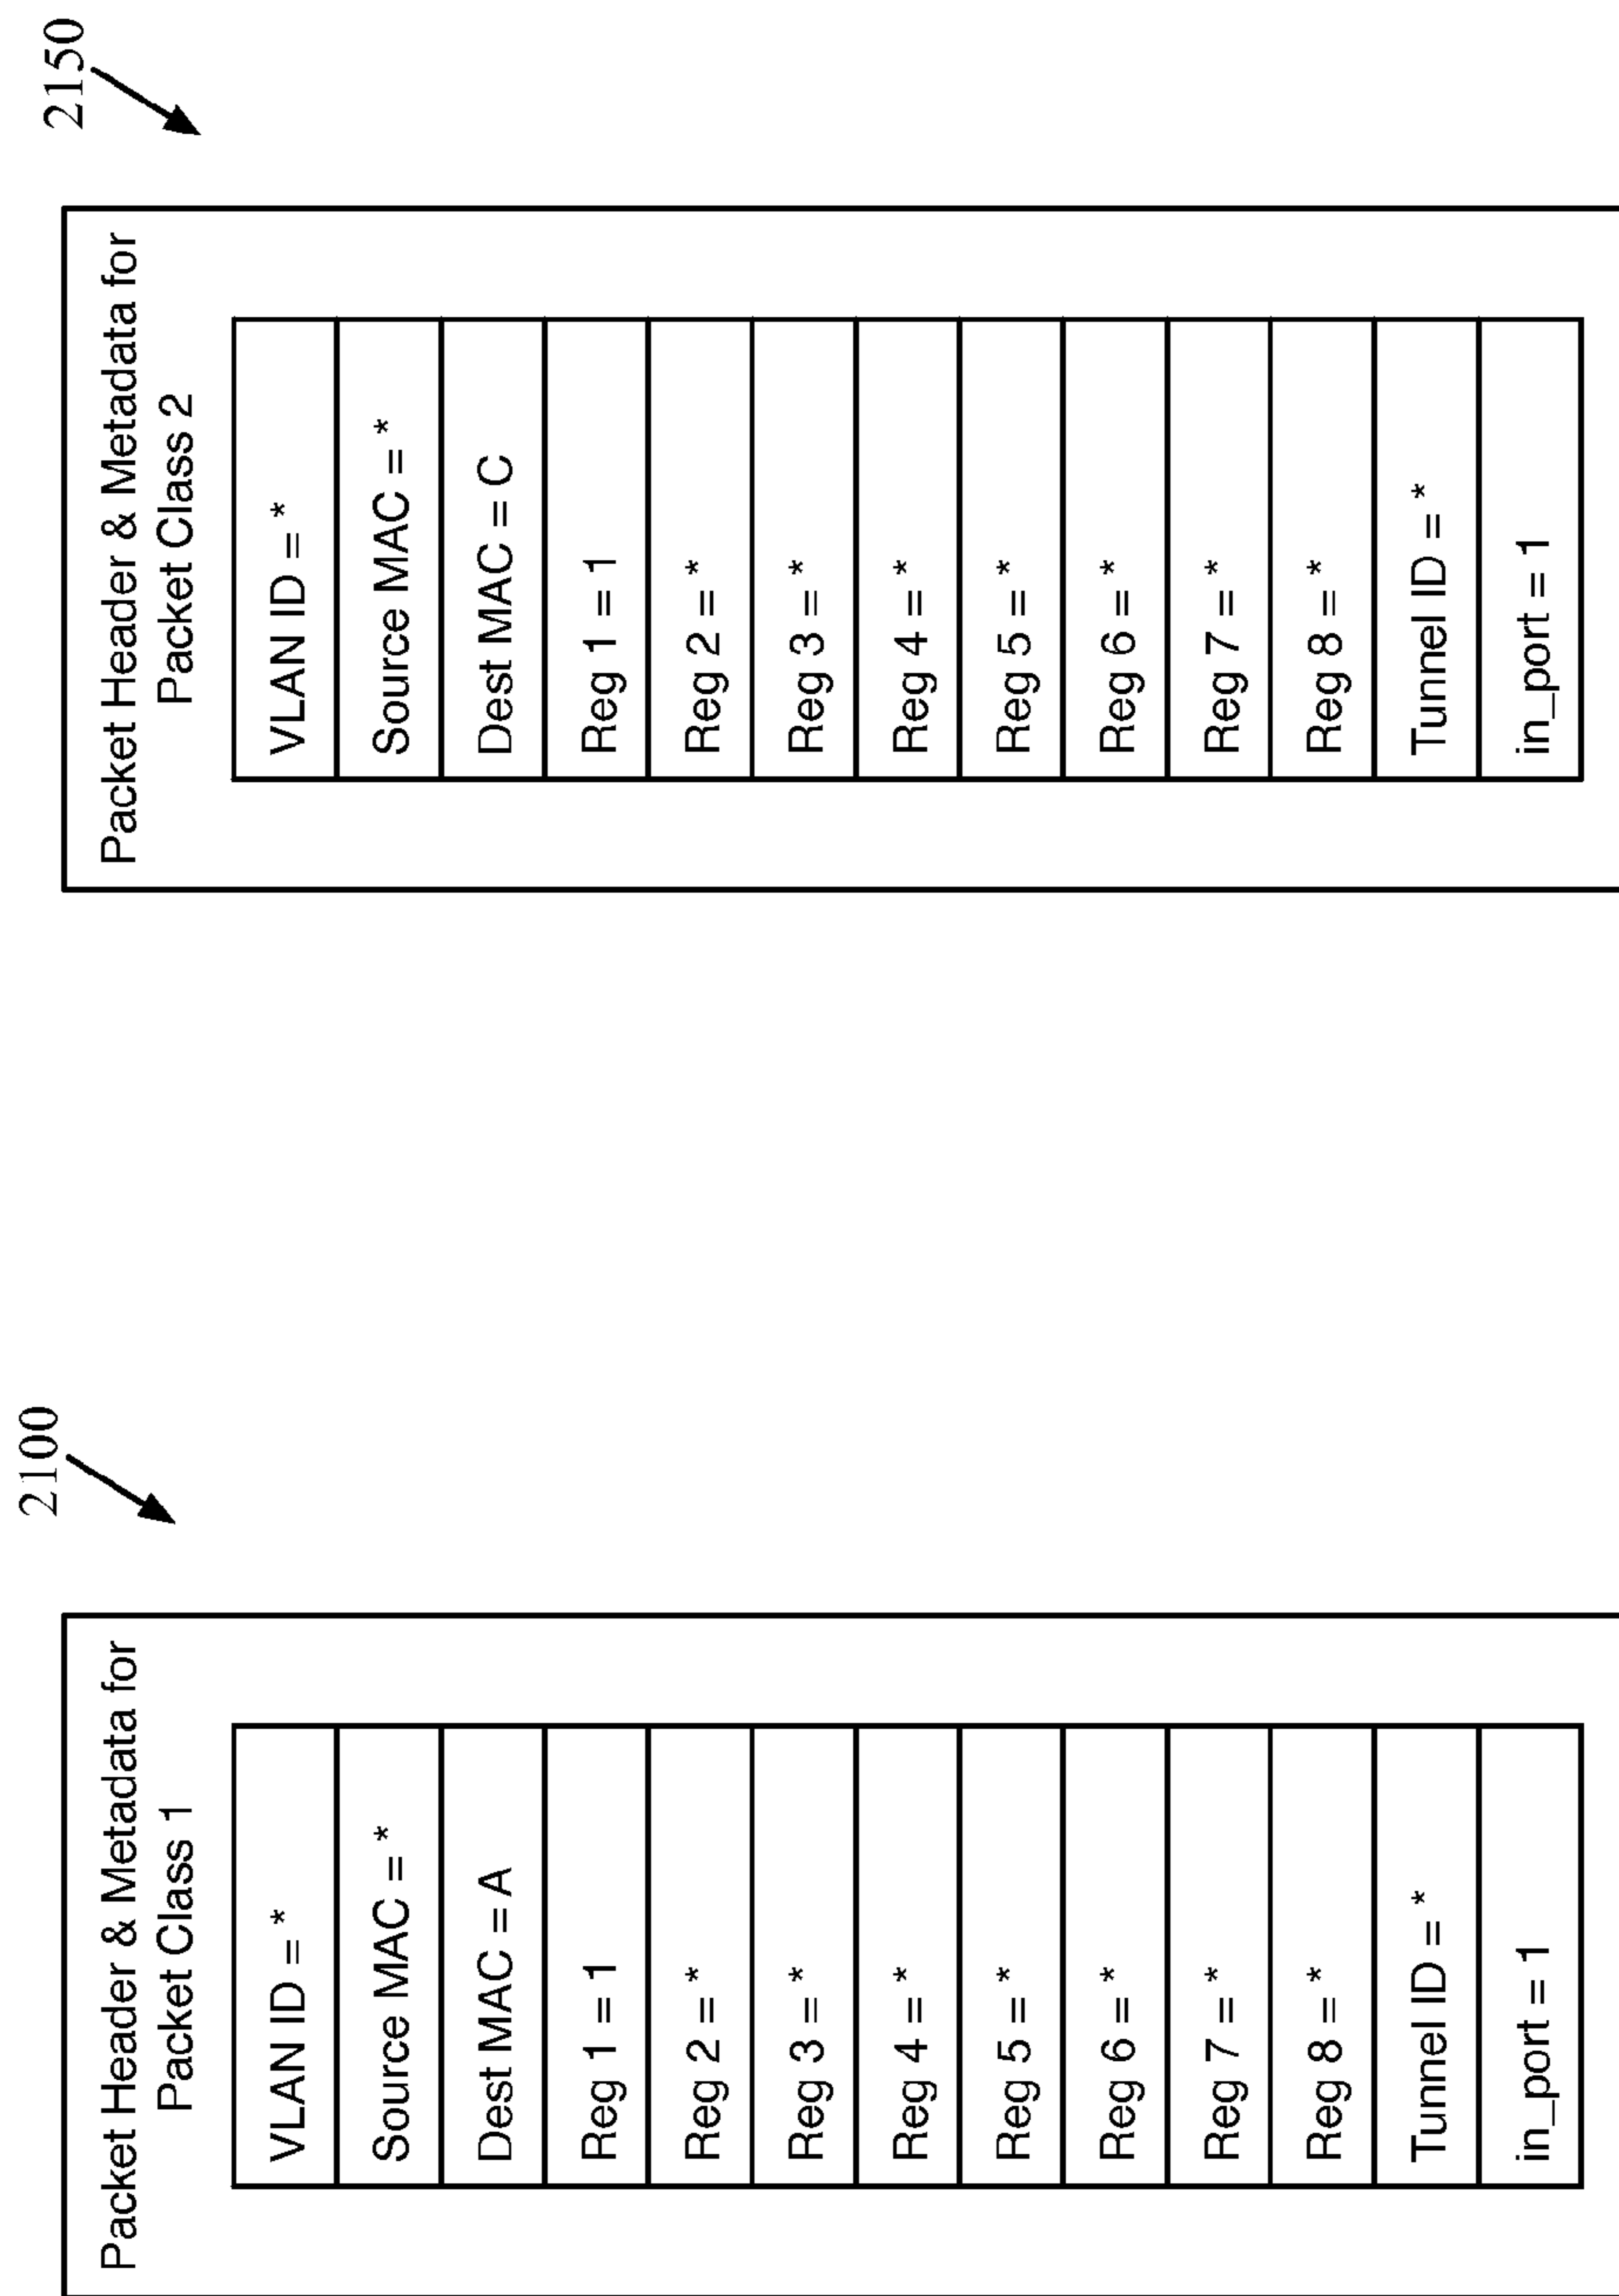 2100
Packet Header & Metadata for
Packet Class 1
VLAN ID = *
Source MAC = *
Dest MAC = A
Reg 1 = 1
Reg 2 = *
Reg 3 = *
Reg 4 = *
Reg 5 = *
Reg 6 = *
Reg 7 = *
Reg 8 = *
Tunnel ID = *
in_port = 1
2150
Packet Header & Metadata for
Packet Class 2
VLAN ID = *
Source MAC = *
Dest MAC = C
Reg 1 = 1
Reg 2 = *
Reg 3 = *
Reg 4 = *
Reg 5 = *
Reg 6 = *
Reg 7 = *
Reg 8 = *
Tunnel ID = *
in_port = 1